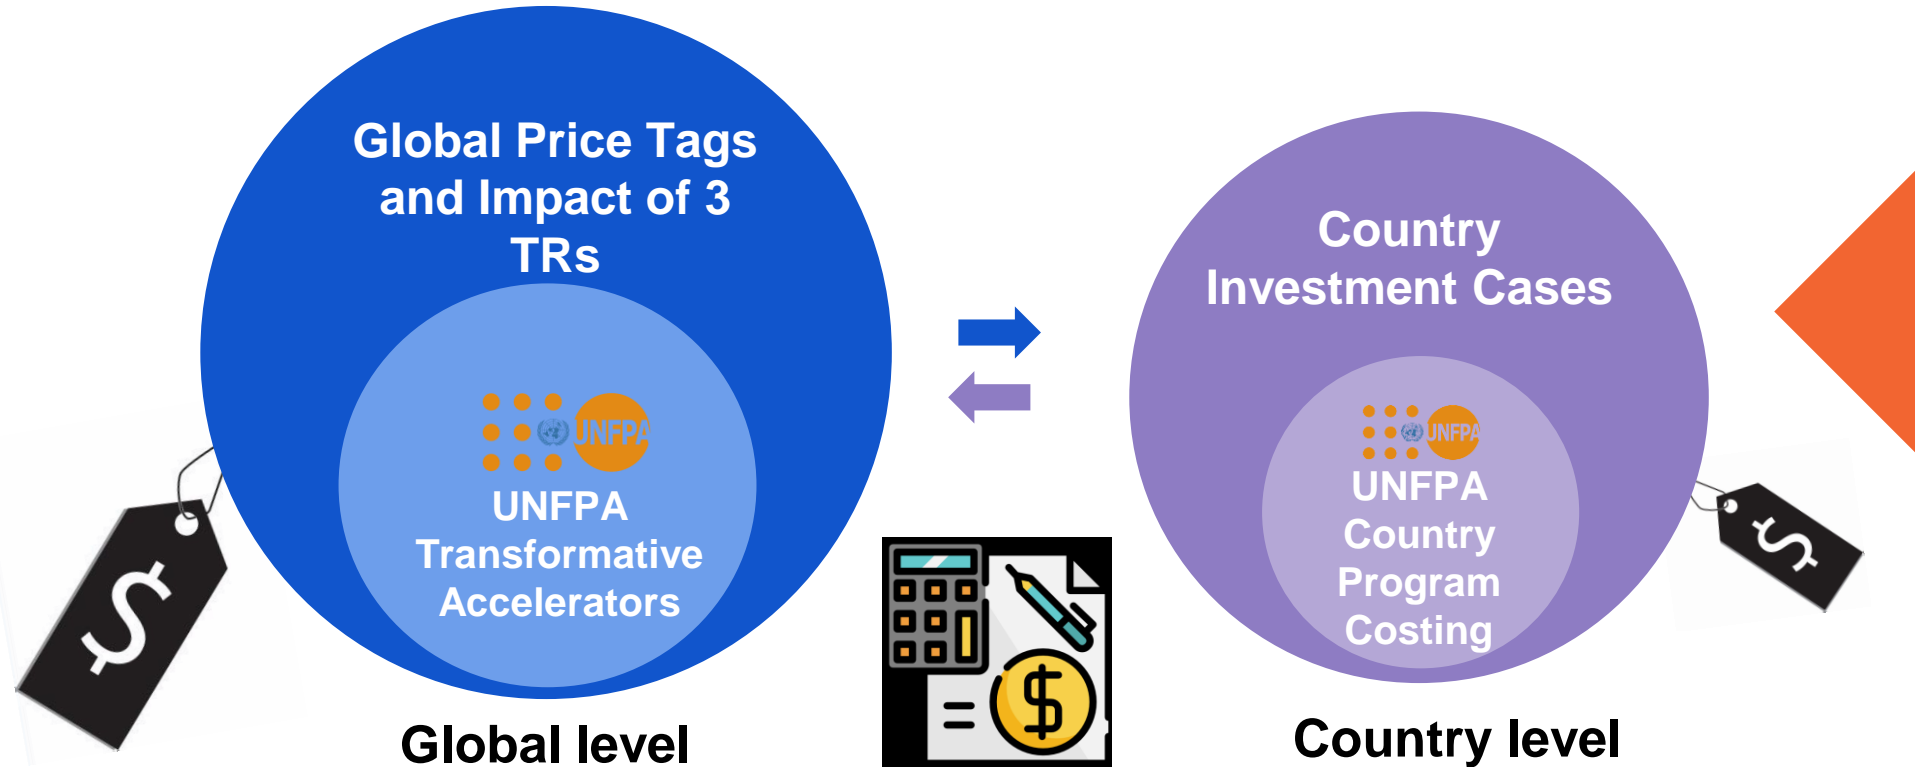 Global Price Tags
and Impact of 3
TRs
UNFPA
UNFPA
Transformative
Accelerators
Global level
$
=
$
Country
Investment Cases
UNFPA
UNFPA
Country
Program
Costing
Country level
$